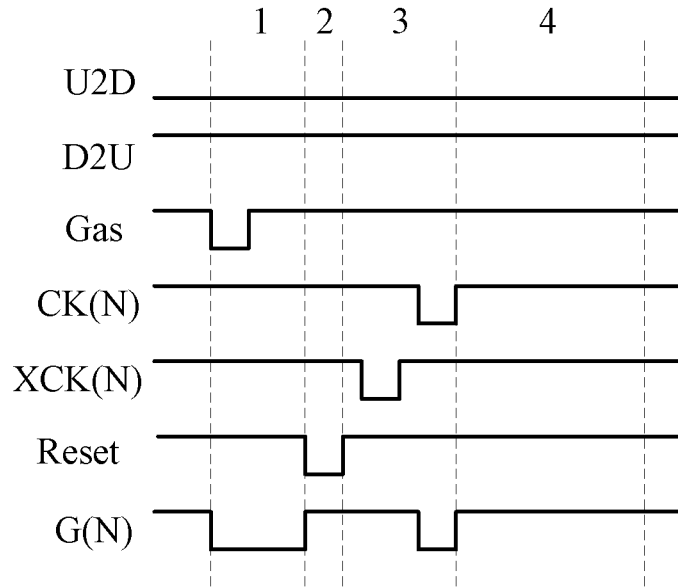 1 2 3 4
U2D
D2U
Gas
CK(N)
XCK(N)
Reset
G(N)